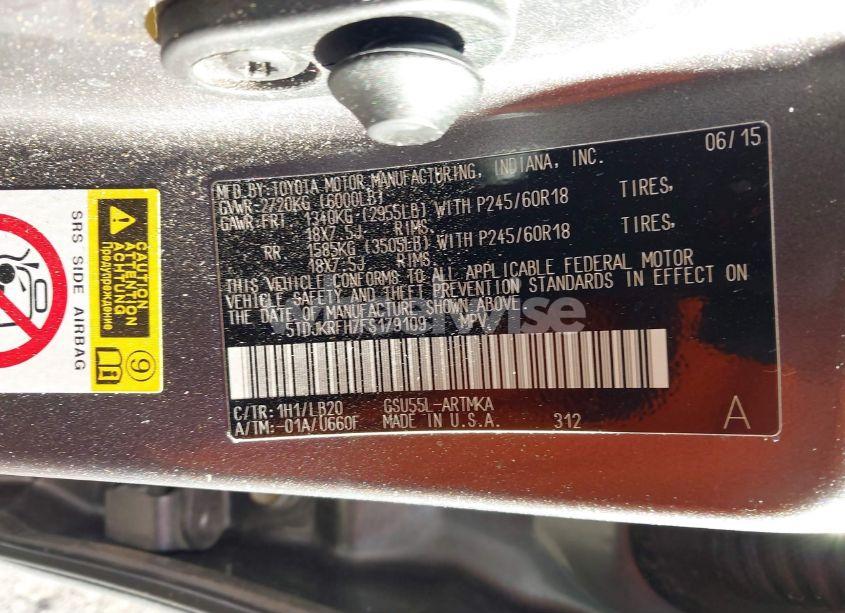 MFD BY: TOYOTA MOTOR MANUFACTURING, INDIANA, INC. 06/15
GVWR 2720KG (6000LB)
GAWR: FRT. 1340KG (2955LB) WITH P245/60R18 TIRES,
18X7.5J RIMS.
RR 1585KG (3505LB) WITH P245/60R18 TIRES,
18X7.5J RIMS.
THIS VEHICLE CONFORMS TO ALL APPLICABLE FEDERAL MOTOR
VEHICLE SAFETY AND THEFT PREVENTION STANDARDS IN EFFECT ON
THE DATE OF MANUFACTURE SHOWN ABOVE
MPV
C/TR: 1H1/LB20 GSU55L-ARTMKA
A/TM: -01A/U660F MADE IN U.S.A. 312 A
CAUTION
ATTENTION
ACHTUNG
предупреждение
SRS SIDE AIRBAG
9
i